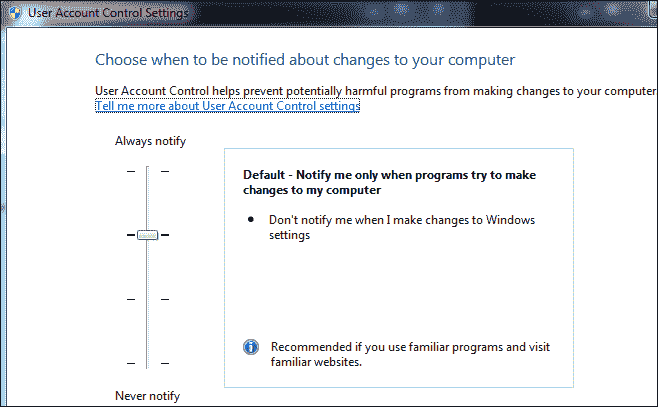 User Account Control Settings
Choose when to be notified about changes to your computer
User Account Control helps prevent potentially harmful programs from making changes to your computer.
Tell me more about User Account Control settings
Always notify
Default - Notify me only when programs try to make
changes to my computer
• Don't notify me when I make changes to Windows
settings
Recommended if you use familiar programs and visit
familiar websites.
Never notify